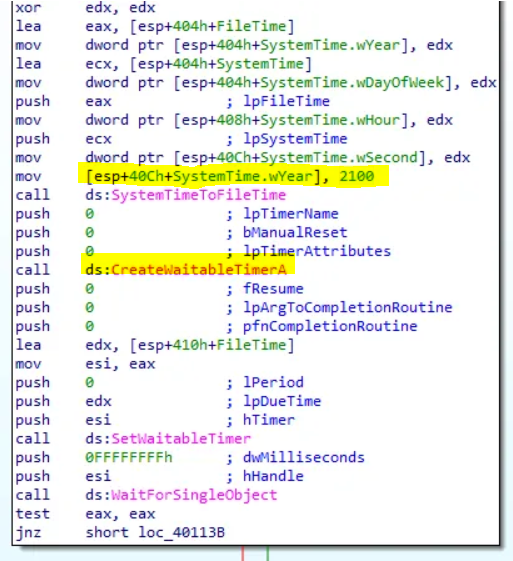 xor edx, edx
lea eax, [esp+404h+FileTime]
mov dword ptr [esp+404h+SystemTime.wYear], edx
lea ecx, [esp+404h+SystemTime]
mov dword ptr [esp+404h+SystemTime.wDayOfWeek], edx
push eax ; lpFileTime
mov dword ptr [esp+408h+SystemTime.wHour], edx
push ecx ; lpSystemTime
mov dword ptr [esp+40Ch+SystemTime.wSecond], edx
mov [esp+40Ch+SystemTime.wYear], 2100
call ds:SystemTimeToFileTime
push 0 ; lpTimerName
push 0 ; bManualReset
push 0 ; lpTimerAttributes
call ds:CreateWaitableTimerA
push 0 ; fResume
push 0 ; lpArgToCompletionRoutine
push 0 ; pfnCompletionRoutine
lea edx, [esp+410h+FileTime]
mov esi, eax
push 0 ; lPeriod
push edx ; lpDueTime
push esi ; hTimer
call ds:SetWaitableTimer
push 0FFFFFFFFh ; dwMilliseconds
push esi ; hHandle
call ds:WaitForSingleObject
test eax, eax
jnz short loc_40113B